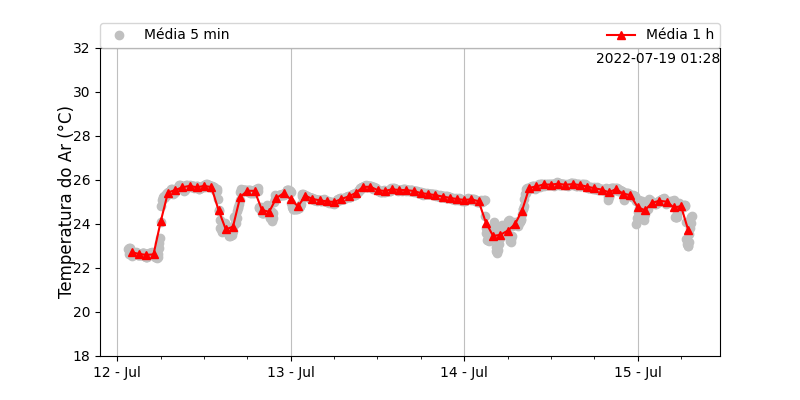 Média 5 min
Média 1 h
2022-07-19 01:28
Temperatura do Ar (°C)
32
30
28
26
24
22
20
18
12 - Jul
13 - Jul
14 - Jul
15 - Jul